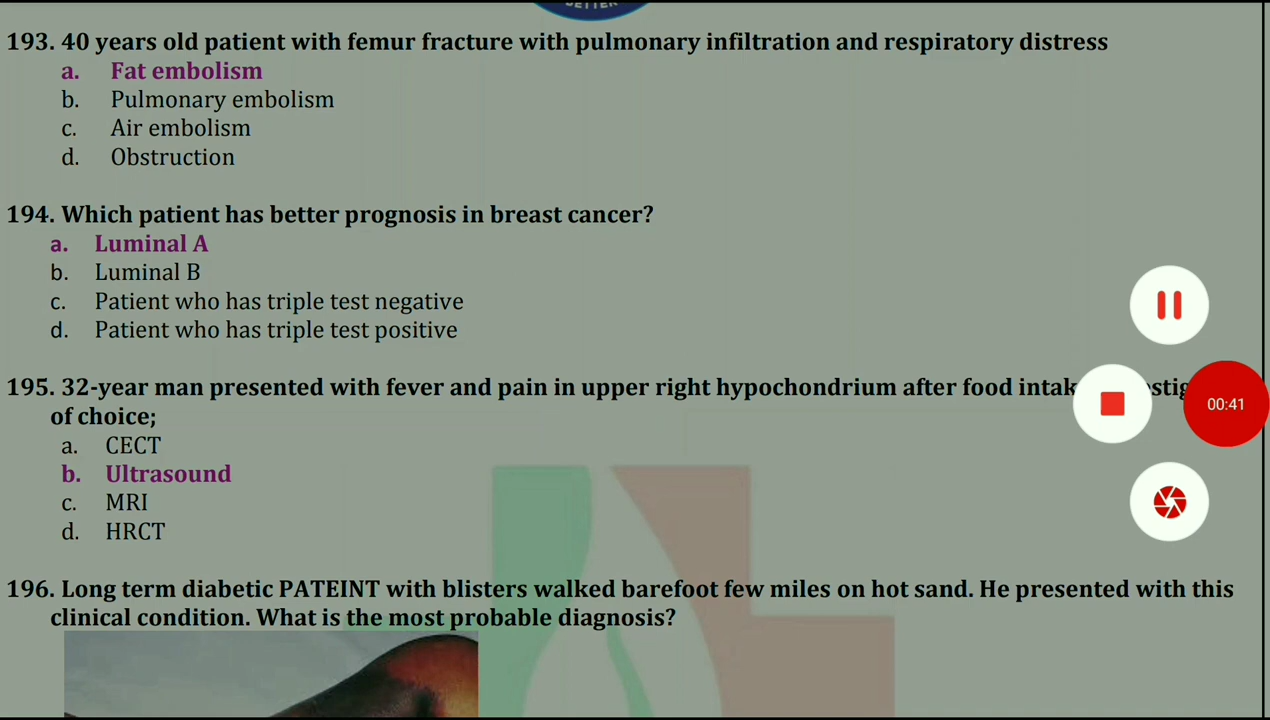 BETTER
193. 40 years old patient with femur fracture with pulmonary infiltration and respiratory distress
a. Fat embolism
b. Pulmonary embolism
c. Air embolism
d. Obstruction
194. Which patient has better prognosis in breast cancer?
a. Luminal A
b. Luminal B
c. Patient who has triple test negative
d. Patient who has triple test positive
195. 32-year man presented with fever and pain in upper right hypochondrium after food
of choice;
a. CECT
b. Ultrasound
c. MRI
d. HRCT
00:41
196. Long term diabetic PATEINT with blisters walked barefoot few miles on hot sand. He presented with this
clinical condition. What is the most probable diagnosis?